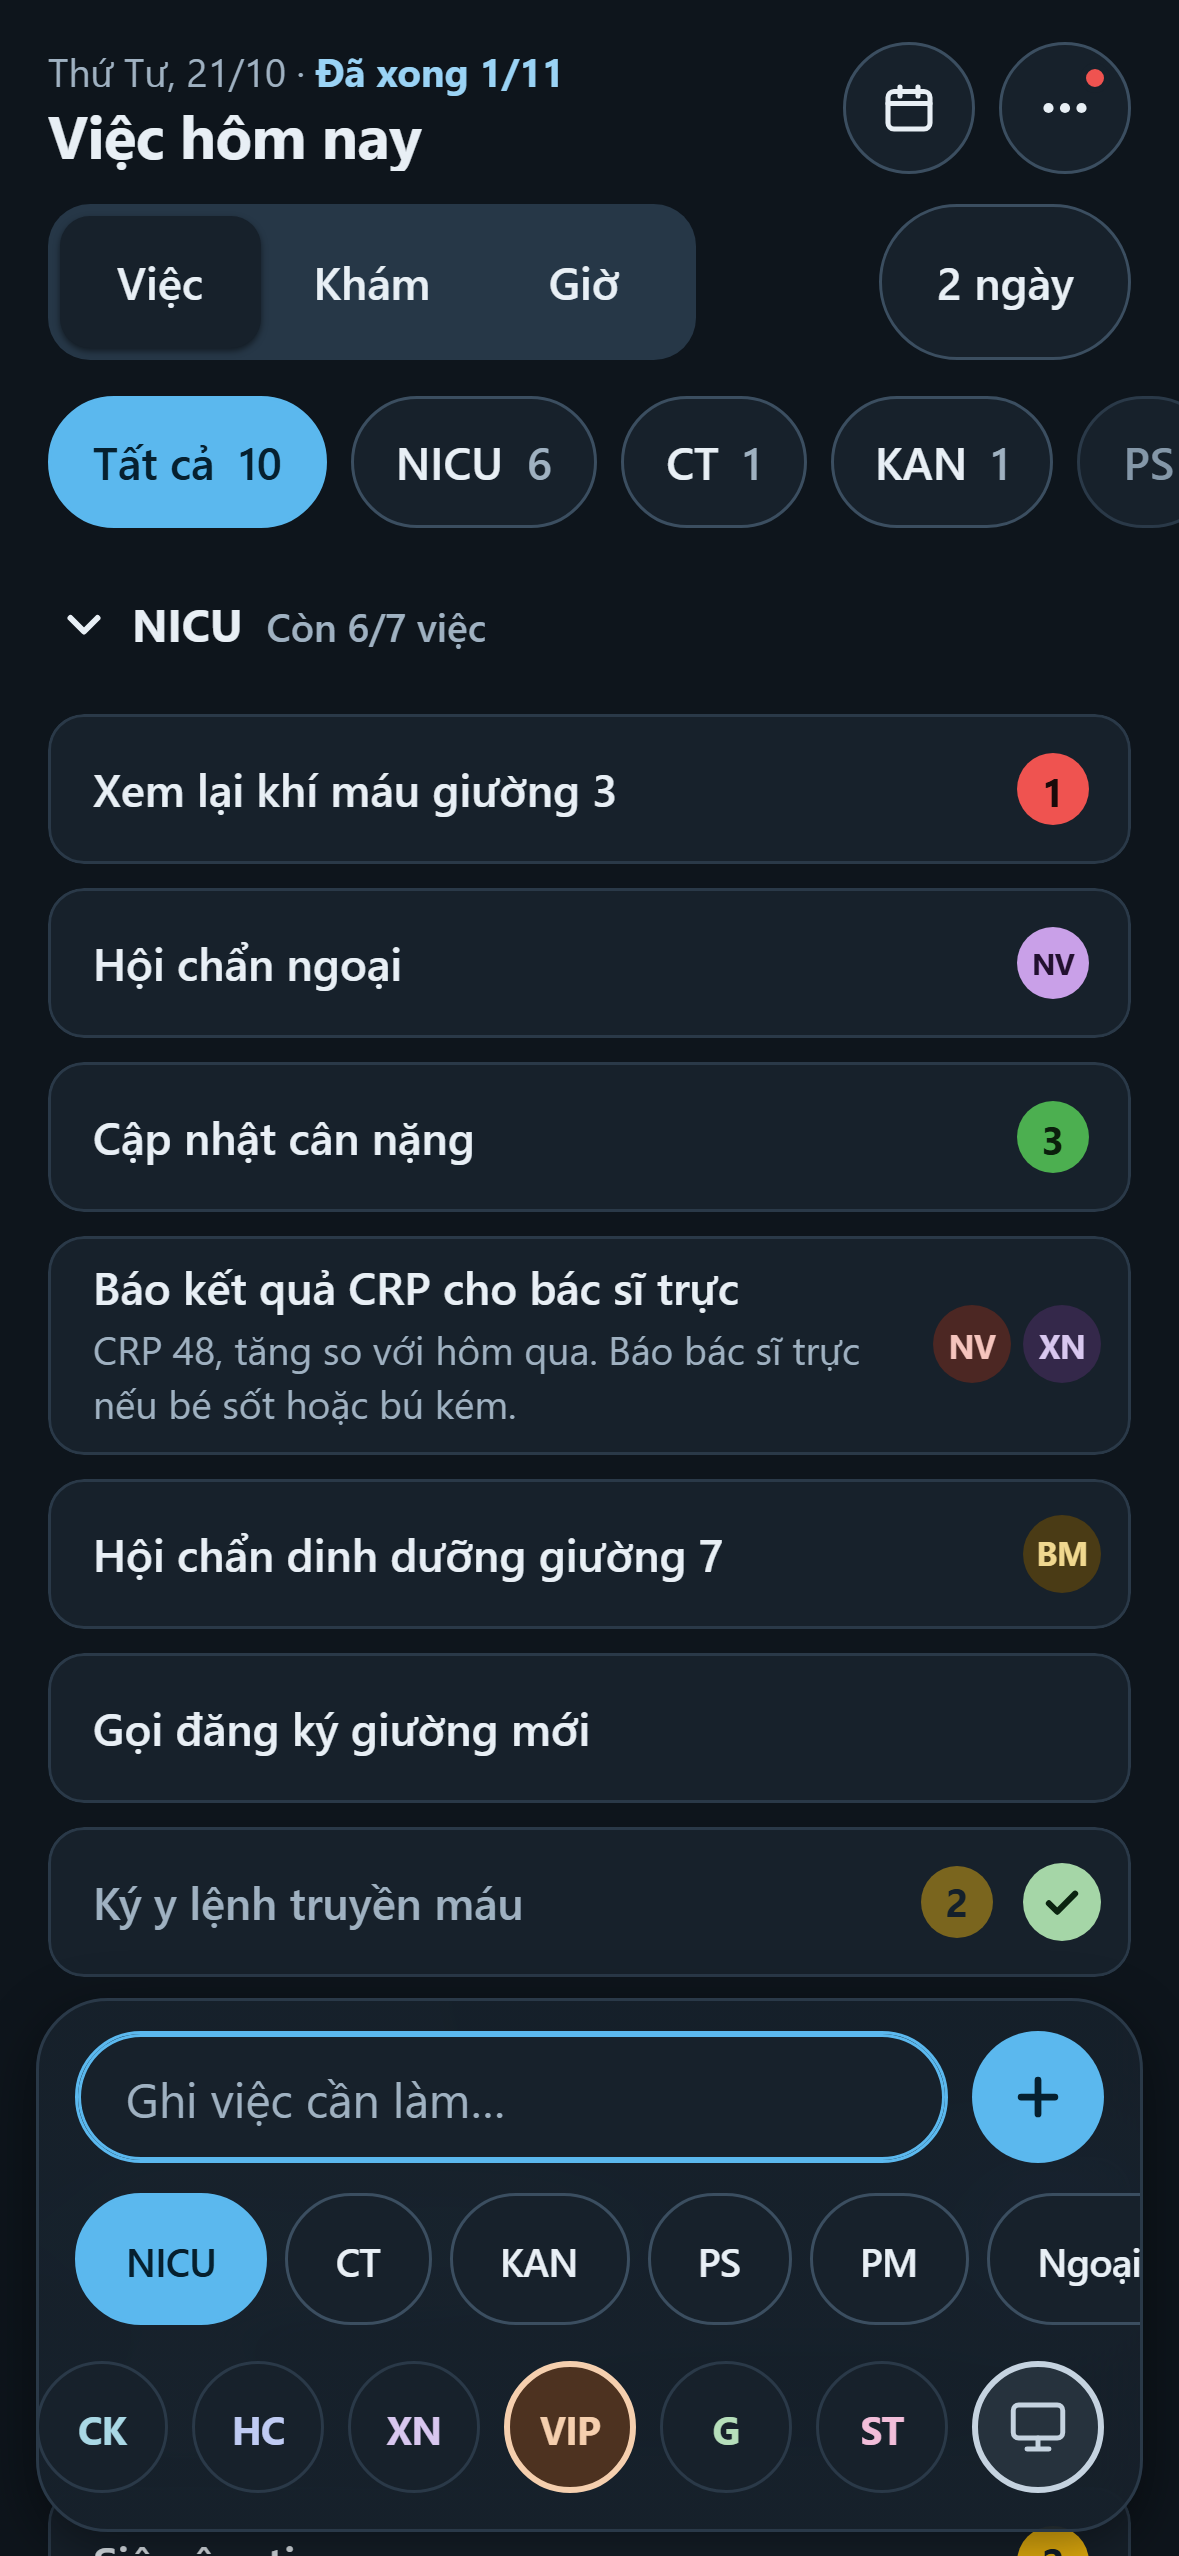 Thứ Tư, 21/10 · Đã xong 1/11
Việc hôm nay
Việc Khám Giờ 2 ngày
Tất cả 10 NICU 6 CT 1 KAN 1 PS
NICU Còn 6/7 việc
Xem lại khí máu giường 3 1
Hội chẩn ngoại NV
Cập nhật cân nặng 3
Báo kết quả CRP cho bác sĩ trực
CRP 48, tăng so với hôm qua. Báo bác sĩ trực
nếu bé sốt hoặc bú kém.
NV XN
Hội chẩn dinh dưỡng giường 7 BM
Gọi đăng ký giường mới
Ký y lệnh truyền máu 2
Ghi việc cần làm...
NICU CT KAN PS PM Ngoại
CK HC XN VIP G ST